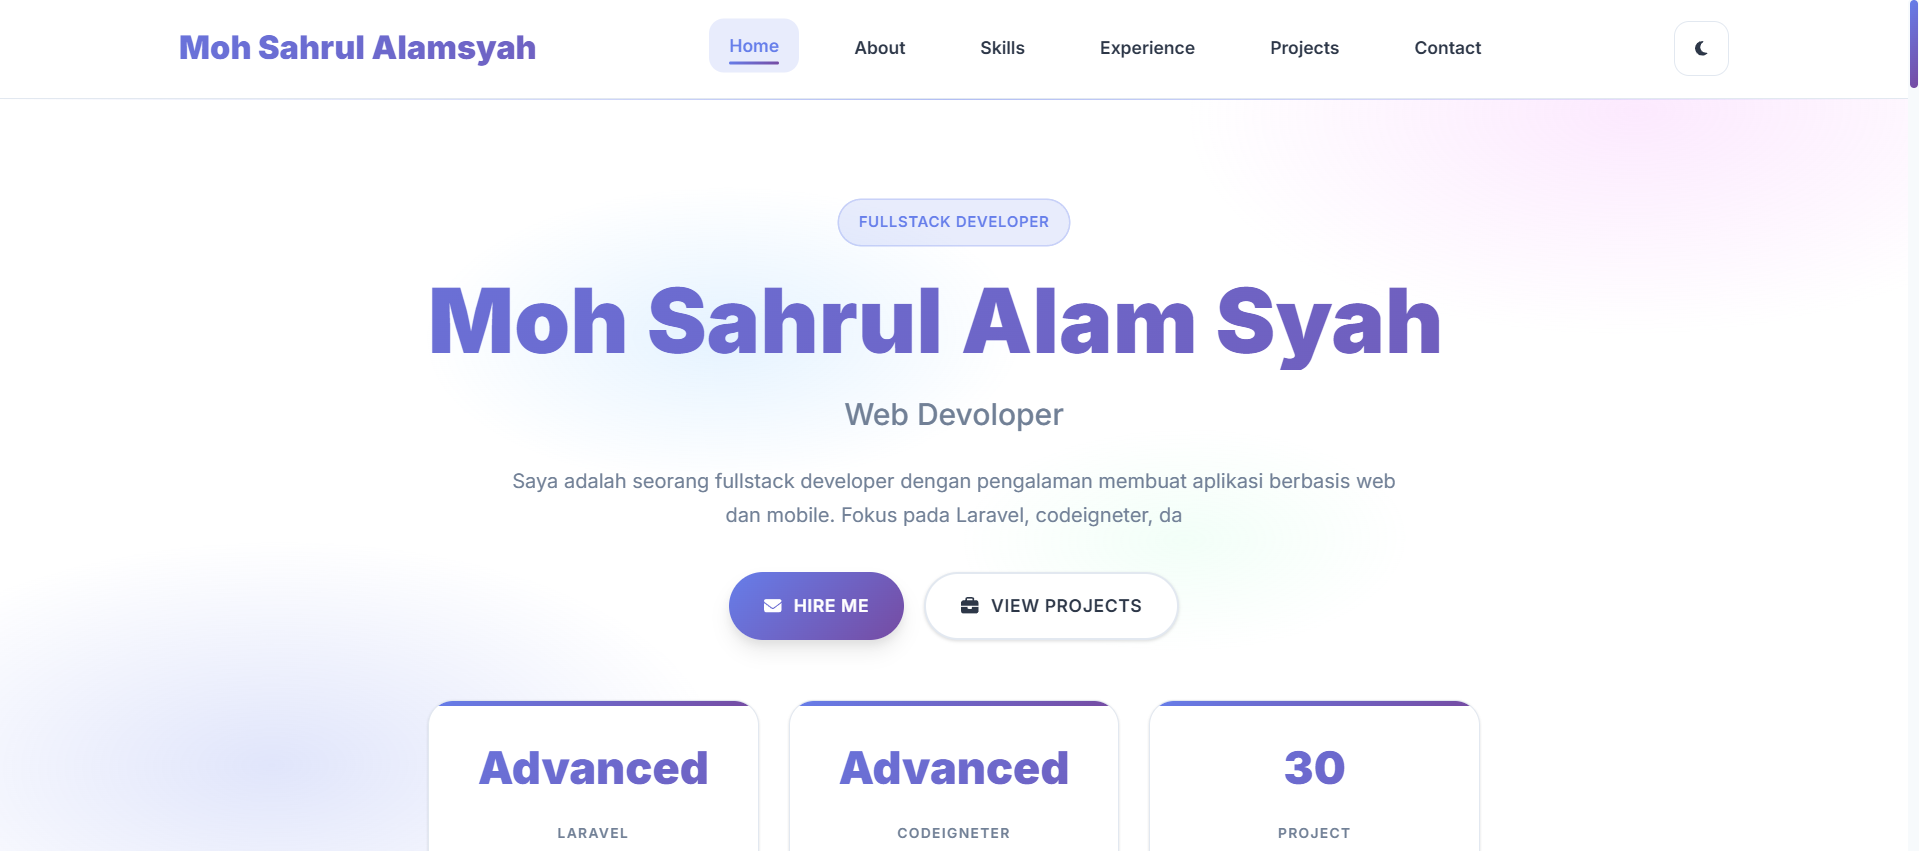 Moh Sahrul Alamsyah
Home
About
Skills
Experience
Projects
Contact
FULLSTACK DEVELOPER
Moh Sahrul Alam Syah
Web Devoloper
Saya adalah seorang fullstack developer dengan pengalaman membuat aplikasi berbasis web
dan mobile. Fokus pada Laravel, codeigneter, da
HIRE ME
VIEW PROJECTS
Advanced
LARAVEL
Advanced
CODEIGNETER
30
PROJECT